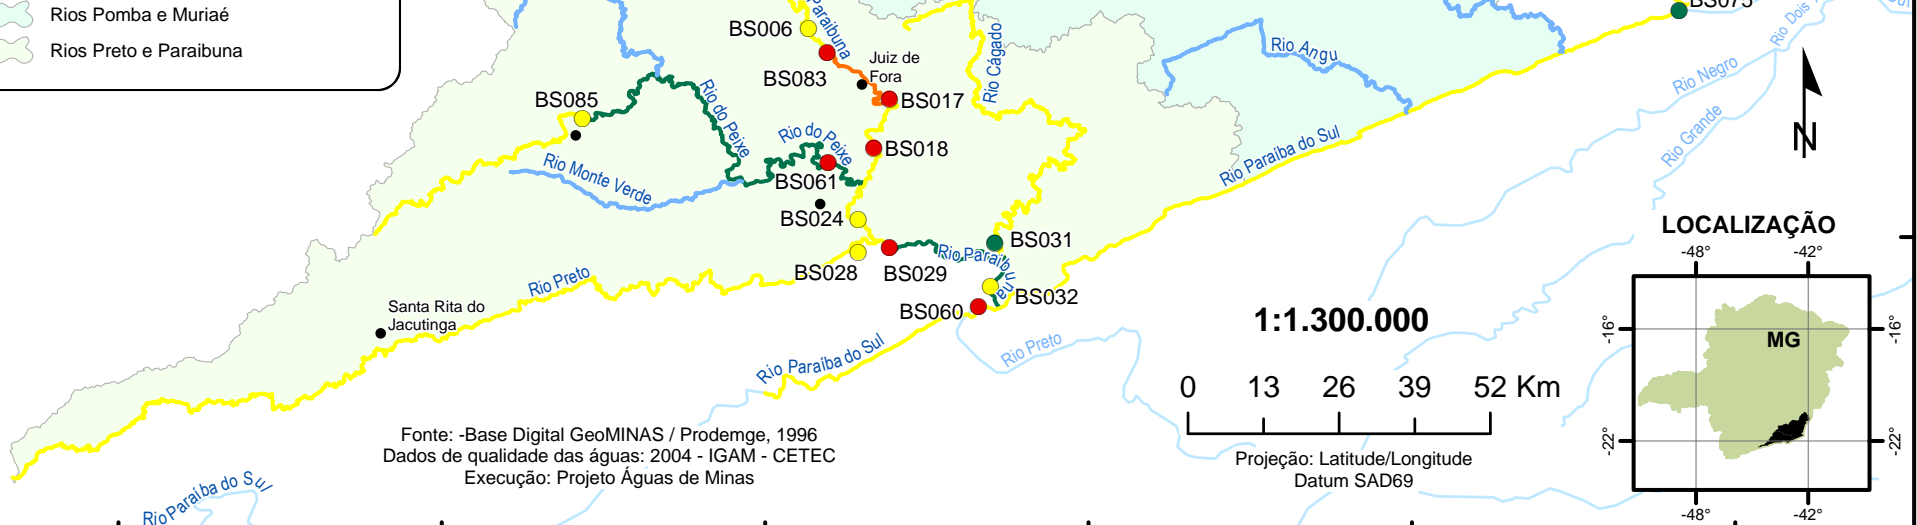 Rios Pomba e Muriaé
Rios Preto e Paraibuna
BS006
Paraibuna
BS083
Juiz de
Fora
BS017
Rio Cágado
Rio Angu
BS075
Rio Dois
Rio Negro
Rio Grande
N
BS085
Rio do Peixe
Rio do Peixe
BS018
BS061
Rio Monte Verde
Rio Paraíba do Sul
BS024
BS031
BS028
BS029
Rio Paraibuna
BS032
BS060
Rio Preto
Santa Rita do
Jacutinga
Rio Preto
Rio Paraíba do Sul
Rio Paraíba do Sul
1:1.300.000
0 13 26 39 52 Km
Projeção: Latitude/Longitude
Datum SAD69
Fonte: -Base Digital GeoMINAS / Prodemge, 1996
Dados de qualidade das águas: 2004 - IGAM - CETEC
Execução: Projeto Águas de Minas
LOCALIZAÇÃO
-48° -42°
-16° -16°
MG
-22° -22°
-48° -42°